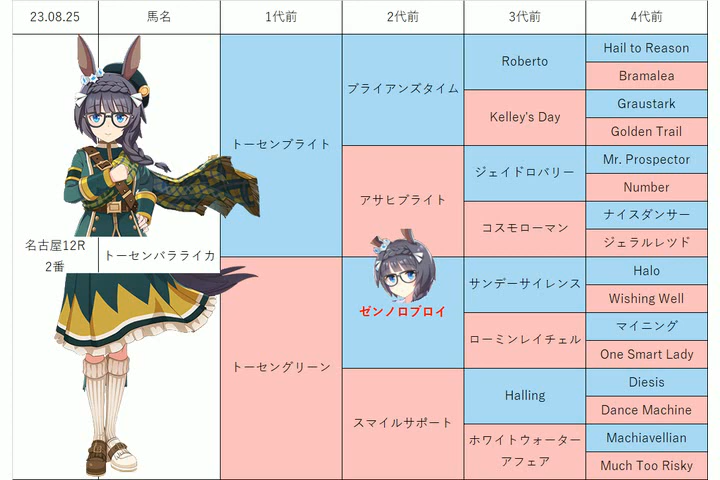 23.08.25 馬名 1代前 2代前 3代前 4代前
名古屋12R
2番
トーセンバラライカ
トーセンブライト
トーセングリーン
ブライアンズタイム
アサヒブライト
ゼンノロブロイ
スマイルサポート
Roberto
Kelley's Day
ジェイドロバリー
コスモローマン
サンデーサイレンス
ローミンレイチェル
Halling
ホワイトウォーター
アフェア
Hail to Reason
Bramalea
Graustark
Golden Trail
Mr. Prospector
Number
ナイスダンサー
ジェラルレツド
Halo
Wishing Well
マイニング
One Smart Lady
Diesis
Dance Machine
Machiavellian
Much Too Risky